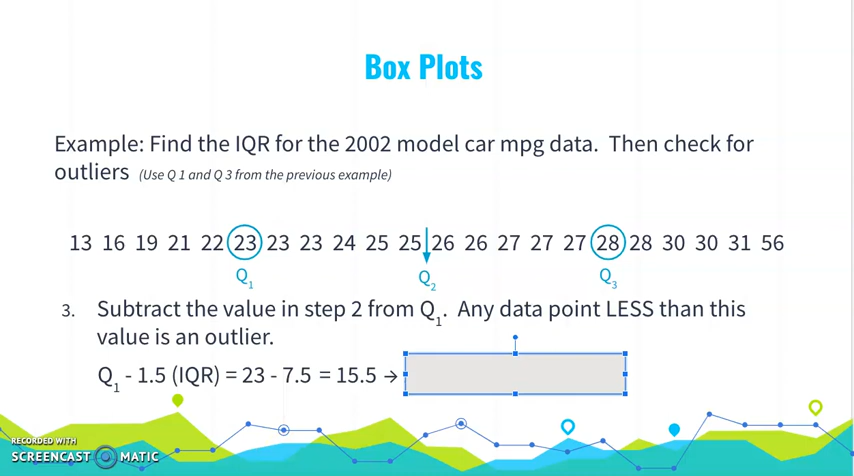 Box Plots
Example: Find the IQR for the 2002 model car mpg data. Then check for
outliers (Use Q 1 and Q 3 from the previous example)
13 16 19 21 22 23 23 23 24 25 25 26 26 27 27 27 28 28 30 30 31 56
Q₁ Q₂ Q₃
3. Subtract the value in step 2 from Q₁. Any data point LESS than this
value is an outlier.
Q₁ - 1.5 (IQR) = 23 - 7.5 = 15.5 →
RECORDED WITH
SCREENCAST MATIC